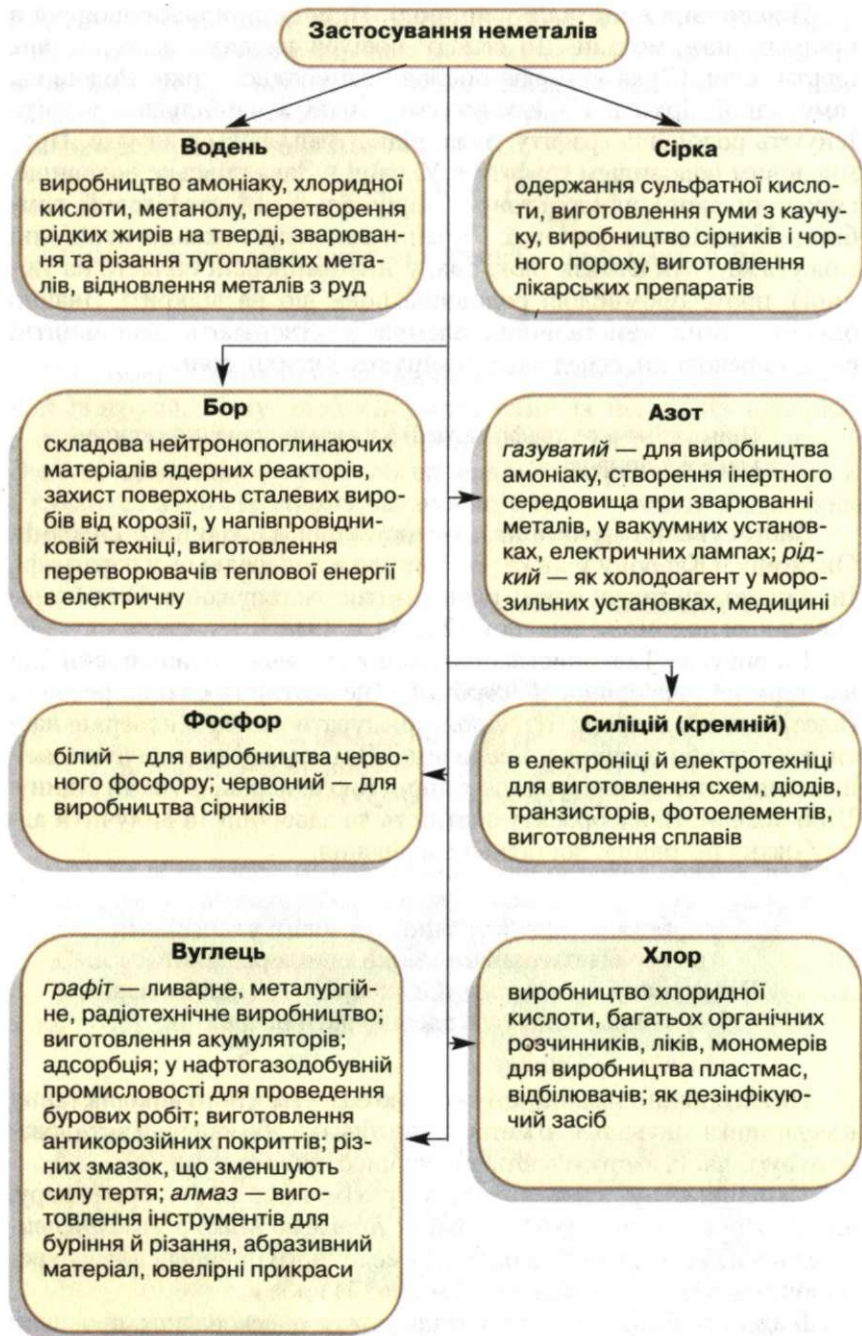 Застосування неметалів
Водень
виробництво амоніаку, хлоридної
кислоти, метанолу, перетворення
рідких жирів на тверді, зварюван-
ня та різання тугоплавких мета-
лів, відновлення металів з руд
Сірка
одержання сульфатної кисло-
ти, виготовлення гуми з каучу-
ку, виробництво сірників і чор-
ного пороху, виготовлення
лікарських препаратів
Бор
складова нейтронопоглинаючих
матеріалів ядерних реакторів,
захист поверхонь сталевих виро-
бів від корозії, у напівпровідни-
ковій техніці, виготовлення
перетворювачів теплової енергії
в електричну
Азот
газуватий — для виробництва
амоніаку, створення інертного
середовища при зварюванні
металів, у вакуумних установ-
ках, електричних лампах; рід-
кий — як холодоагент у моро-
зильних установках, медицині
Фосфор
білий — для виробництва черво-
ного фосфору; червоний — для
виробництва сірників
Силіцій (кремній)
в електроніці й електротехніці
для виготовлення схем, діодів,
транзисторів, фотоелементів,
виготовлення сплавів
Вуглець
графіт — ливарне, металургій-
не, радіотехнічне виробництво;
виготовлення акумуляторів;
адсорбція; у нафтогазодобувній
промисловості для проведення
бурових робіт; виготовлення
антикорозійних покриттів; різ-
них змазок, що зменшують
силу тертя; алмаз — виго-
товлення інструментів для
буріння й різання, абразивний
матеріал, ювелірні прикраси
Хлор
виробництво хлоридної
кислоти, багатьох органічних
розчинників, ліків, мономерів
для виробництва пластмас,
відбілювачів; як дезінфікую-
чий засіб